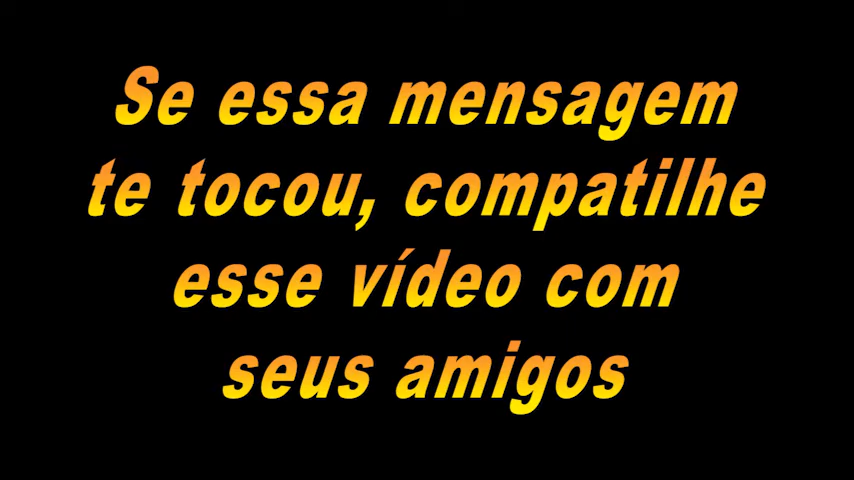 Se essa mensagem
te tocou, compatilhe
esse vídeo com
seus amigos